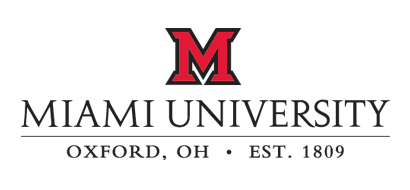 M
MIAMI UNIVERSITY
OXFORD, OH • EST. 1809